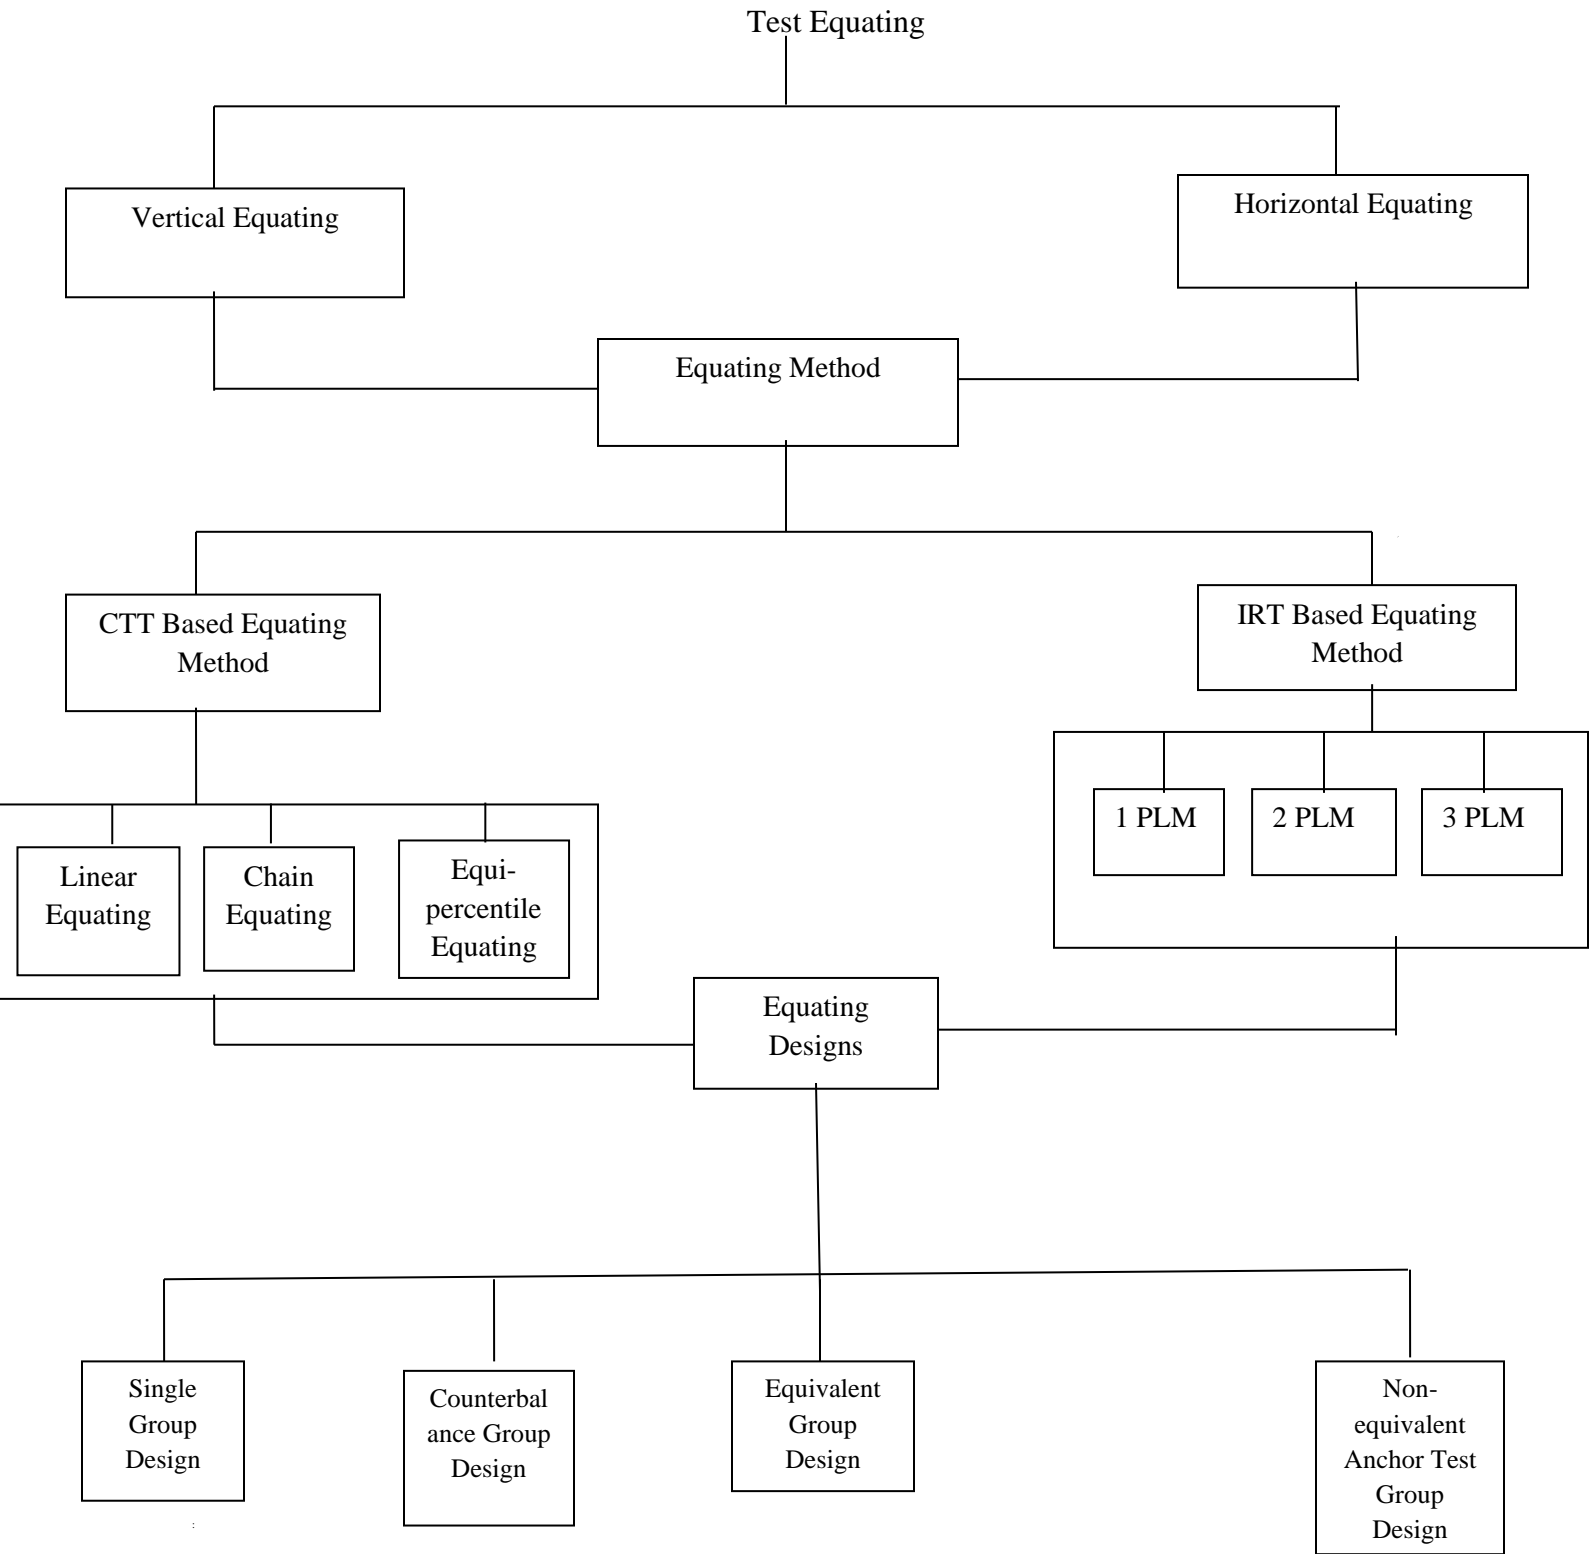 Test Equating
Vertical Equating
Horizontal Equating
Equating Method
CTT Based Equating
Method
IRT Based Equating
Method
1 PLM
2 PLM
3 PLM
Linear
Equating
Chain
Equating
Equi-
percentile
Equating
Equating
Designs
Single
Group
Design
Counterbal
ance Group
Design
Equivalent
Group
Design
Non-
equivalent
Anchor Test
Group
Design